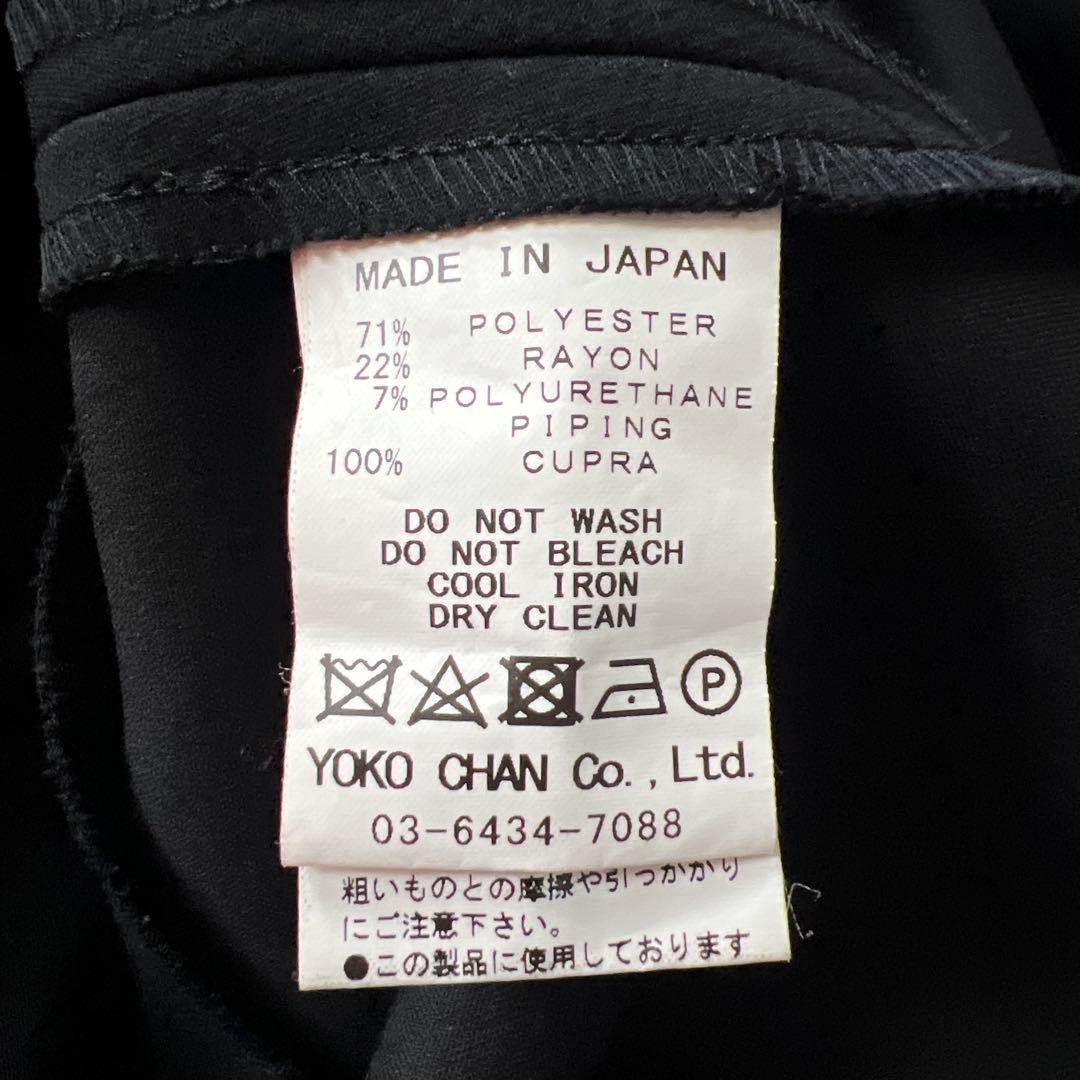 MADE IN JAPAN
71% POLYESTER
22% RAYON
7% POLYURETHANE
PIPING
100% CUPRA
DO NOT WASH
DO NOT BLEACH
COOL IRON
DRY CLEAN
P
YOKO CHAN Co., Ltd.
03-6434-7088
粗いものとの摩擦や引っかかり
にご注意下さい。
●この製品に使用しております